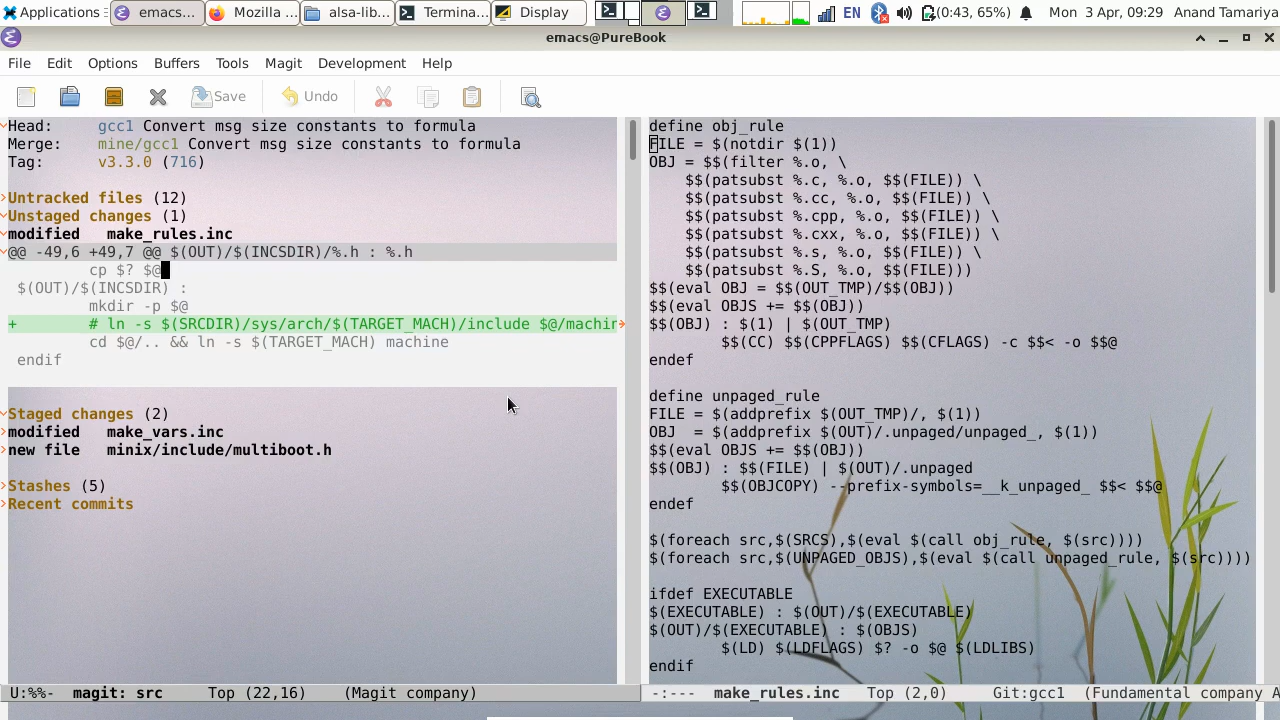 Applications emacs... Mozilla ... alsa-lib... Termina... Display EN (0:43, 65%) Mon 3 Apr, 09:29 Anand Tamariya
emacs@PureBook
File Edit Options Buffers Tools Magit Development Help
Save Undo
Head: gcc1 Convert msg size constants to formula
Merge: mine/gcc1 Convert msg size constants to formula
Tag: v3.3.0 (716)
Untracked files (12)
Unstaged changes (1)
modified make_rules.inc
@@ -49,6 +49,7 @@ $(OUT)/$(INCSDIR)/%.h : %.h
cp $? $@
$(OUT)/$(INCSDIR) :
mkdir -p $@
+ # ln -s $(SRCDIR)/sys/arch/$(TARGET_MACH)/include $@/machin
cd $@/.. && ln -s $(TARGET_MACH) machine
endif
Staged changes (2)
modified make_vars.inc
new file minix/include/multiboot.h
Stashes (5)
Recent commits
U:%%- magit: src Top (22,16) (Magit company)
define obj_rule
FILE = $(notdir $(1))
OBJ = $$(filter %.o, \
$$(patsubst %.c, %.o, $$(FILE)) \
$$(patsubst %.cc, %.o, $$(FILE)) \
$$(patsubst %.cpp, %.o, $$(FILE)) \
$$(patsubst %.cxx, %.o, $$(FILE)) \
$$(patsubst %.s, %.o, $$(FILE)) \
$$(patsubst %.S, %.o, $$(FILE)))
$$(eval OBJ = $$(OUT_TMP)/$$(OBJ))
$$(eval OBJS += $$(OBJ))
$$(OBJ) : $(1) | $(OUT_TMP)
$$(CC) $$(CPPFLAGS) $$(CFLAGS) -c $$< -o $$@
endef
define unpaged_rule
FILE = $(addprefix $(OUT_TMP)/, $(1))
OBJ = $(addprefix $(OUT)/.unpaged/unpaged_, $(1))
$$(eval OBJS += $$(OBJ))
$$(OBJ) : $$(FILE) | $(OUT)/.unpaged
$$(OBJCOPY) --prefix-symbols=__k_unpaged_ $$< $$@
endef
$(foreach src,$(SRCS),$(eval $(call obj_rule, $(src))))
$(foreach src,$(UNPAGED_OBJS),$(eval $(call unpaged_rule, $(src))))
ifdef EXECUTABLE
$(EXECUTABLE) : $(OUT)/$(EXECUTABLE)
$(OUT)/$(EXECUTABLE) : $(OBJS)
$(LD) $(LDFLAGS) $? -o $@ $(LDLIBS)
endif
-:--- make_rules.inc Top (2,0) Git:gcc1 (Fundamental company A